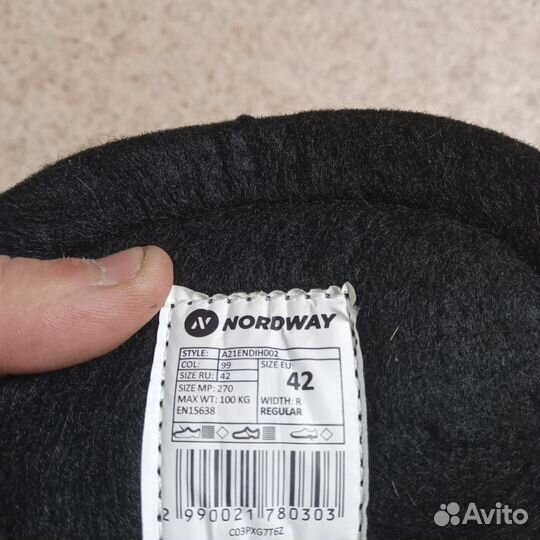 NORDWAY
STYLE: A21ENDIH002
COL: 99 SIZE EU:
SIZE RU: 42 42
SIZE MP: 270
MAX WT: 100 KG WIDTH: R
EN15638 REGULAR
2 990021 780303
C03PXG7T6Z
Avito